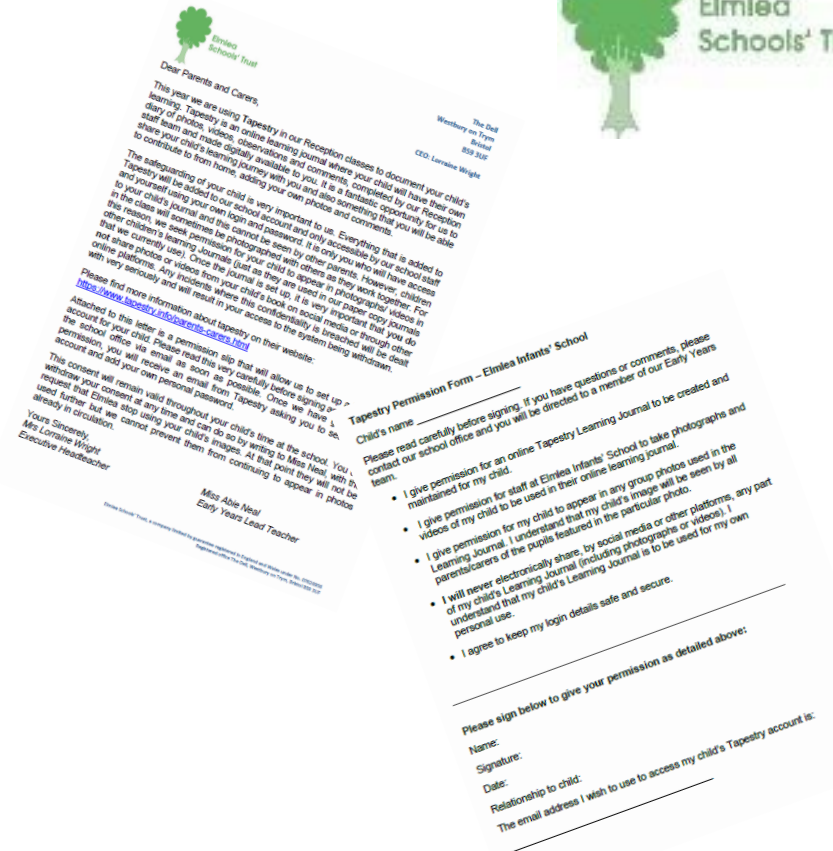 Elmlea
Schools' T
Elmlea
Schools' Trust
The Dell
Westbury on Trym
Bristol
BS9 3UF
CEO: Lorraine Wright
Dear Parents and Carers,
This year we are using Tapestry in our Reception classes to document your child's
learning. Tapestry is an online learning journal where your child will have their own
diary of photos, videos, observations and comments, completed by our Reception
staff team and made digitally available to you. It is a fantastic opportunity for us to
share your child's learning journey with you and also something that you will be able
to contribute to from home, adding your own photos and comments.
The safeguarding of your child is very important to us. Everything that is added to
Tapestry will be added to our school account and only accessible by our school staff
and yourself using your own login and password. It is only you who will have access
to your child's journal and this cannot be seen by other parents. However, children
in the class will sometimes be photographed with others as they work together. For
this reason, we seek permission for your child to appear in photographs/ videos in
other children's learning Journals (just as they are used in our paper copy journals
that we currently use). Once the journal is set up, it is very important that you do
not share photos or videos from your child's book on social media or through other
online platforms. Any incidents where this confidentiality is breached will be dealt
with very seriously and will result in your access to the system being withdrawn.
Please find more information about tapestry on their website:
https://www.tapestry.info/parents-carers.html
Attached to this letter is a permission slip that will allow us to set up
account for your child. Please read this very carefully before signing a
the school office via email as soon as possible. Once we have
permission, you will receive an email from Tapestry asking you to se
account and add your own personal password.
This consent will remain valid throughout your child's time at the school. You
withdraw your consent at any time and can do so by writing to Miss Neal, with th
request that Elmlea stop using your child's images. At that point they will not be
used further but we cannot prevent them from continuing to appear in photos
already in circulation.
Yours Sincerely,
Mrs Lorraine Wright
Executive Headteacher
Miss Abie Neal
Early Years Lead Teacher
Elmlea Schools' Trust, a company limited by guarantee registered in England and Wales under No.
Registered office The Dell, Westbury on Trym, Bristol BS9 3UF
Tapestry Permission Form – Elmlea Infants' School
Child's name
Please read carefully before signing. If you have questions or comments, please
contact our school office and you will be directed to a member of our Early Years
team.
• I give permission for an online Tapestry Learning Journal to be created and
maintained for my child.
• I give permission for staff at Elmlea Infants' School to take photographs and
videos of my child to be used in their online learning journal.
• I give permission for my child to appear in any group photos used in the
Learning Journal. I understand that my child's image will be seen by all
parents/carers of the pupils featured in the particular photo.
• I will never electronically share, by social media or other platforms, any part
of my child's Learning Journal (including photographs or videos). I
understand that my child's Learning Journal is to be used for my own
personal use.
• I agree to keep my login details safe and secure.
Please sign below to give your permission as detailed above:
Name:
Signature:
Date:
Relationship to child:
The email address I wish to use to access my child's Tapestry account is: